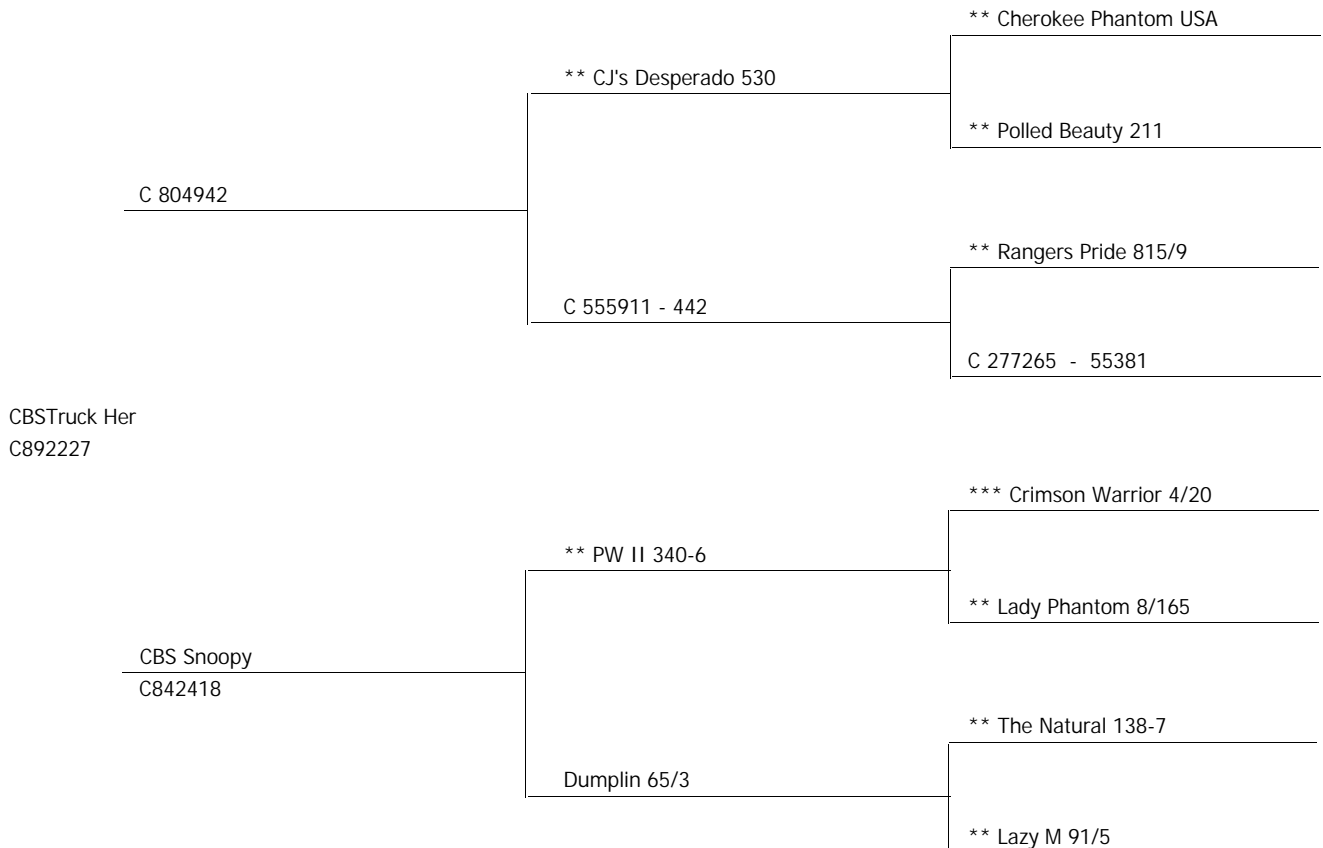 ** Cherokee Phantom USA
** CJ's Desperado 530
** Polled Beauty 211
C 804942
** Rangers Pride 815/9
C 555911 - 442
C 277265 - 55381
CBSTruck Her
C892227
*** Crimson Warrior 4/20
** PW II 340-6
** Lady Phantom 8/165
CBS Snoopy
C842418
** The Natural 138-7
Dumplin 65/3
** Lazy M 91/5